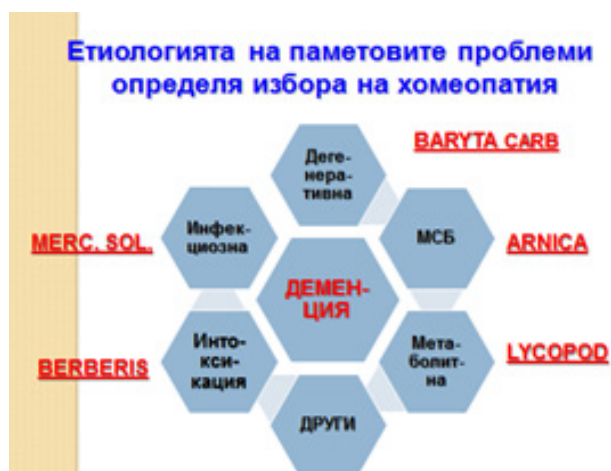 Етиологията на паметовите проблеми
определя избора на хомеопатия
BARYTA CARB
Деге-
нера-
тивна
Инфек-
циозна
МСБ
MERC. SOL.
ARNICA
ДЕМЕН-
ЦИЯ
Инто-
кси-
кация
Мета-
болит-
на
BERBERIS
LYCOPOD
ДРУГИ